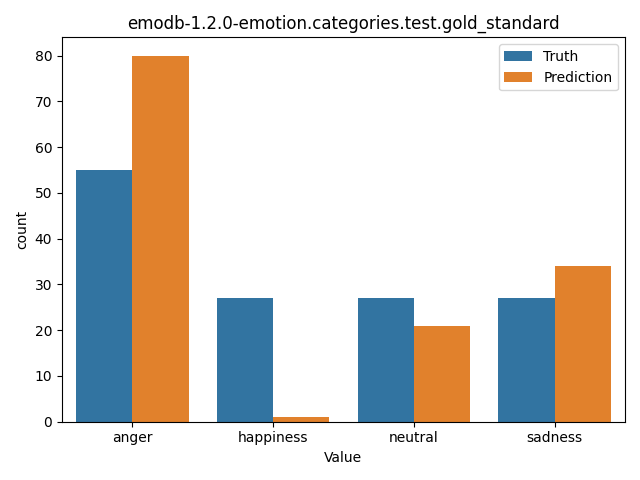 emodb-1.2.0-emotion.categories.test.gold_standard
Truth
Prediction
80
70
60
50
40
30
20
10
0
count
anger happiness neutral sadness
Value